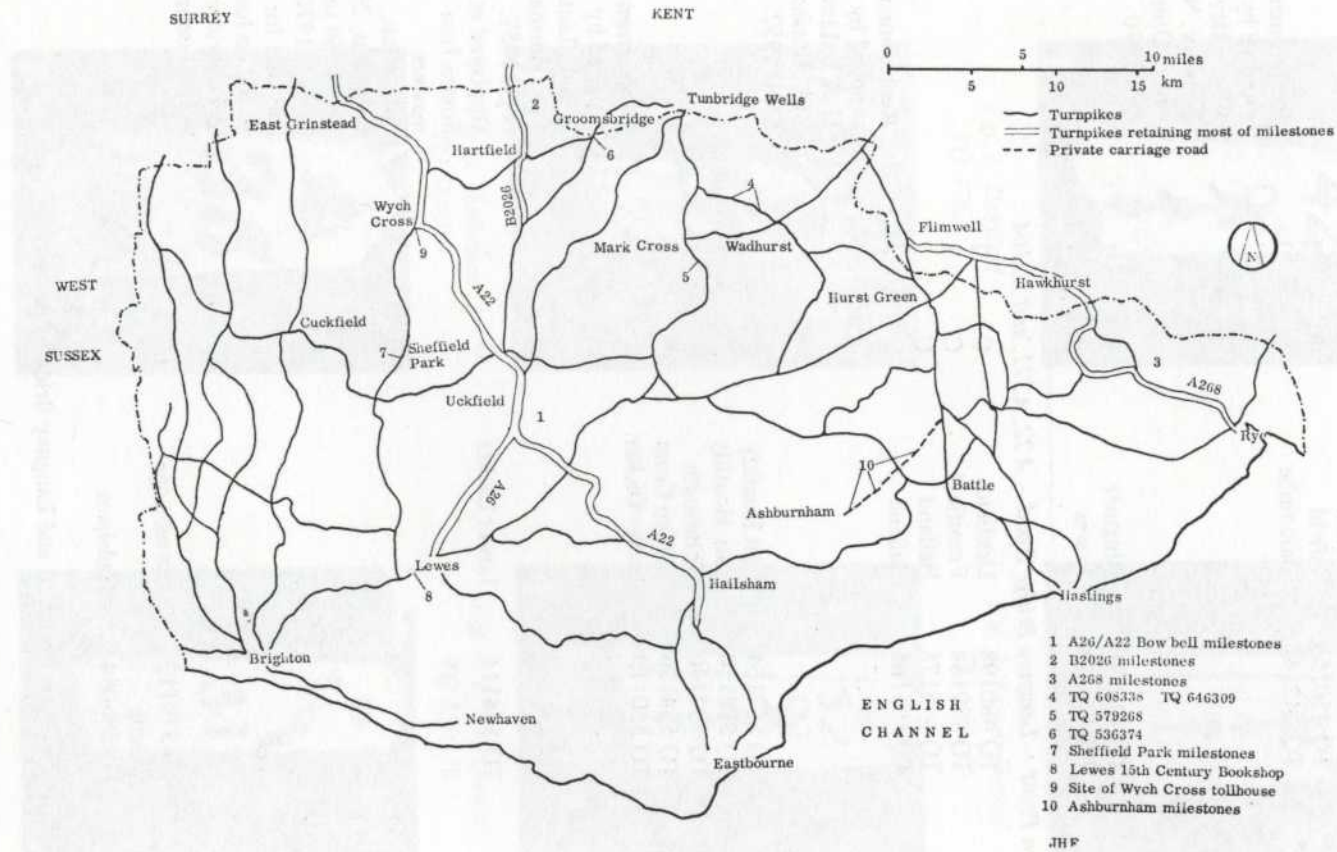 SURREY
KENT
0 5 10 miles
km 5 10 15
Turnpikes
Turnpikes retaining most of milestones
Private carriage road
N
Tunbridge Wells
Groomsbridge
2
6
East Grinstead
Hartfield
4
Wych Cross
9
B2026
Mark Cross
Wadhurst
Flimwell
5
A22
Hawkhurst
Hurst Green
WEST
SUSSEX
Cuckfield
7
Sheffield Park
3
A268
Uckfield
1
Rye
A26
10
Battle
Ashburnham
A22
Lewes
8
Hailsham
Hastings
Brighton
Newhaven
ENGLISH
CHANNEL
Eastbourne
1 A26/A22 Bow bell milestones
2 B2026 milestones
3 A268 milestones
4 TQ 608338 TQ 646309
5 TQ 579268
6 TQ 536374
7 Sheffield Park milestones
8 Lewes 15th Century Bookshop
9 Site of Wych Cross tollhouse
10 Ashburnham milestones
JHF